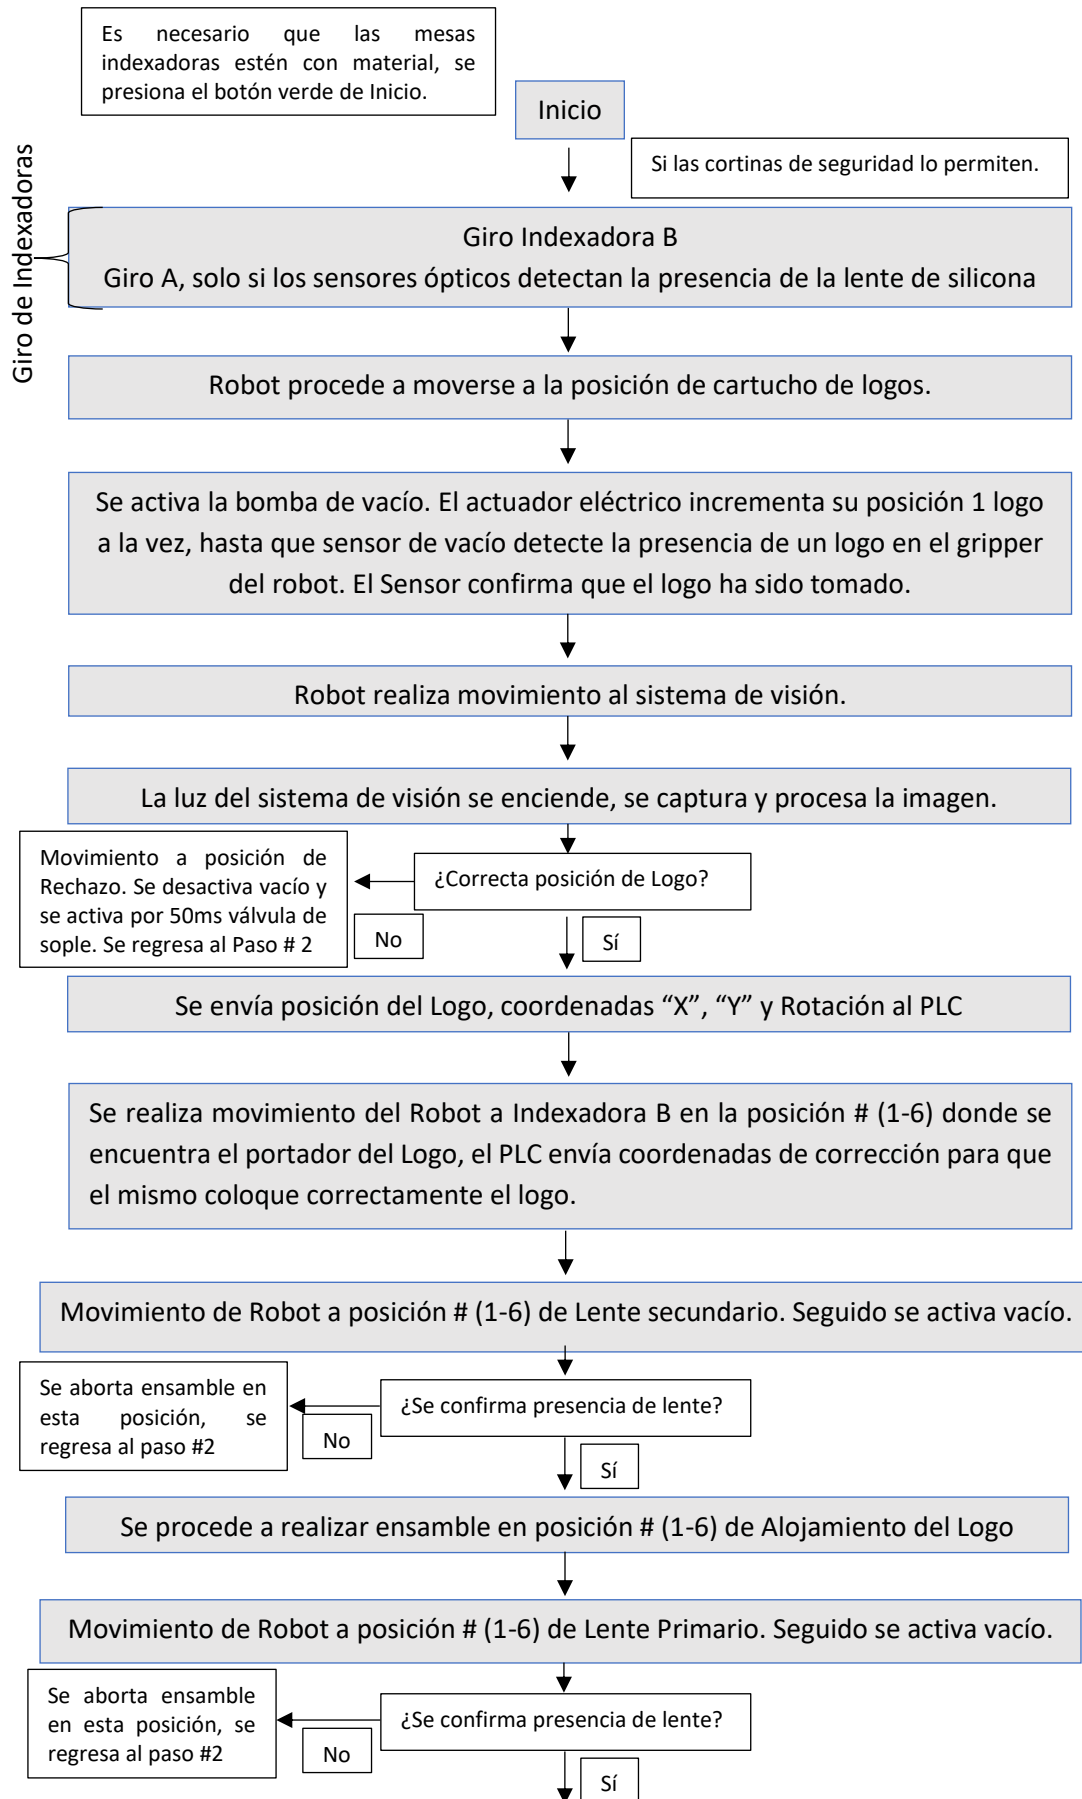 Es necesario que las mesas
indexadoras estén con material, se
presiona el botón verde de Inicio.
Inicio
Si las cortinas de seguridad lo permiten.
Giro de Indexadoras
Giro Indexadora B
Giro A, solo si los sensores ópticos detectan la presencia de la lente de silicona
Robot procede a moverse a la posición de cartucho de logos.
Se activa la bomba de vacío. El actuador eléctrico incrementa su posición 1 logo
a la vez, hasta que sensor de vacío detecte la presencia de un logo en el gripper
del robot. El Sensor confirma que el logo ha sido tomado.
Robot realiza movimiento al sistema de visión.
La luz del sistema de visión se enciende, se captura y procesa la imagen.
Movimiento a posición de
Rechazo. Se desactiva vacío y
se activa por 50ms válvula de
sople. Se regresa al Paso # 2
¿Correcta posición de Logo?
No
Sí
Se envía posición del Logo, coordenadas “X”, “Y” y Rotación al PLC
Se realiza movimiento del Robot a Indexadora B en la posición # (1-6) donde se
encuentra el portador del Logo, el PLC envía coordenadas de corrección para que
el mismo coloque correctamente el logo.
Movimiento de Robot a posición # (1-6) de Lente secundario. Seguido se activa vacío.
Se aborta ensamble en
esta posición, se
regresa al paso #2
¿Se confirma presencia de lente?
No
Sí
Se procede a realizar ensamble en posición # (1-6) de Alojamiento del Logo
Movimiento de Robot a posición # (1-6) de Lente Primario. Seguido se activa vacío.
Se aborta ensamble
en esta posición, se
regresa al paso #2
¿Se confirma presencia de lente?
No
Sí